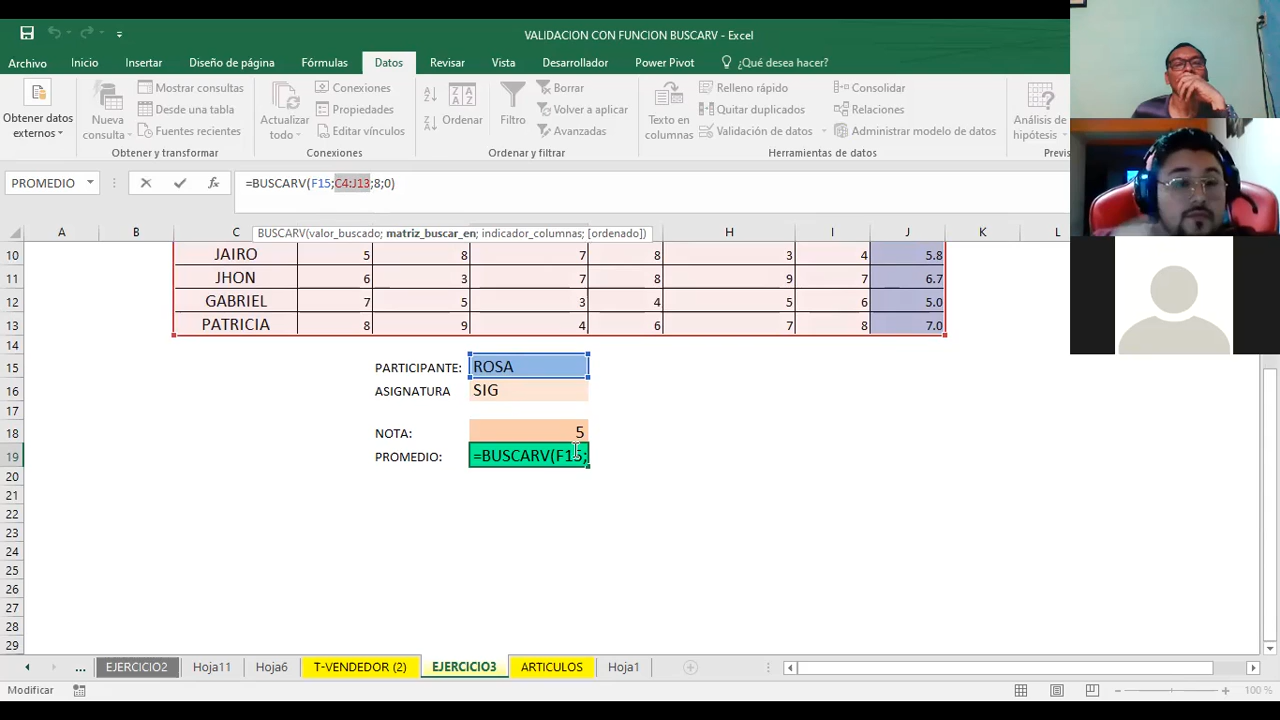 VALIDACION CON FUNCION BUSCARV - Excel
Archivo Inicio Insertar Diseño de página Fórmulas Datos Revisar Vista Desarrollador Power Pivot ¿Qué desea hacer?
Obtener datos externos
Nueva consulta
Mostrar consultas
Desde una tabla
Fuentes recientes
Obtener y transformar
Actualizar todo
Conexiones
Propiedades
Editar vínculos
Conexiones
Ordenar
Filtro
Borrar
Volver a aplicar
Avanzadas
Ordenar y filtrar
Texto en columnas
Relleno rápido
Quitar duplicados
Validación de datos
Consolidar
Relaciones
Administrar modelo de datos
Herramientas de datos
Análisis de hipótesis
Previs
PROMEDIO =BUSCARV(F15;C4:J13;8;0)
BUSCARV(valor_buscado; matriz_buscar_en; indicador_columnas; [ordenado])
A B C H I J K L
10 JAIRO 5 8 7 8 3 4 5.8
11 JHON 6 3 7 8 9 7 6.7
12 GABRIEL 7 5 3 4 5 6 5.0
13 PATRICIA 8 9 4 6 7 8 7.0
14
15 PARTICIPANTE: ROSA
16 ASIGNATURA SIG
17
18 NOTA: 5
19 PROMEDIO: =BUSCARV(F15;
20
21
22
23
24
25
26
27
28
29
... EJERCICIO2 Hoja11 Hoja6 T-VENDEDOR (2) EJERCICIO3 ARTICULOS Hoja1
Modificar 100 %